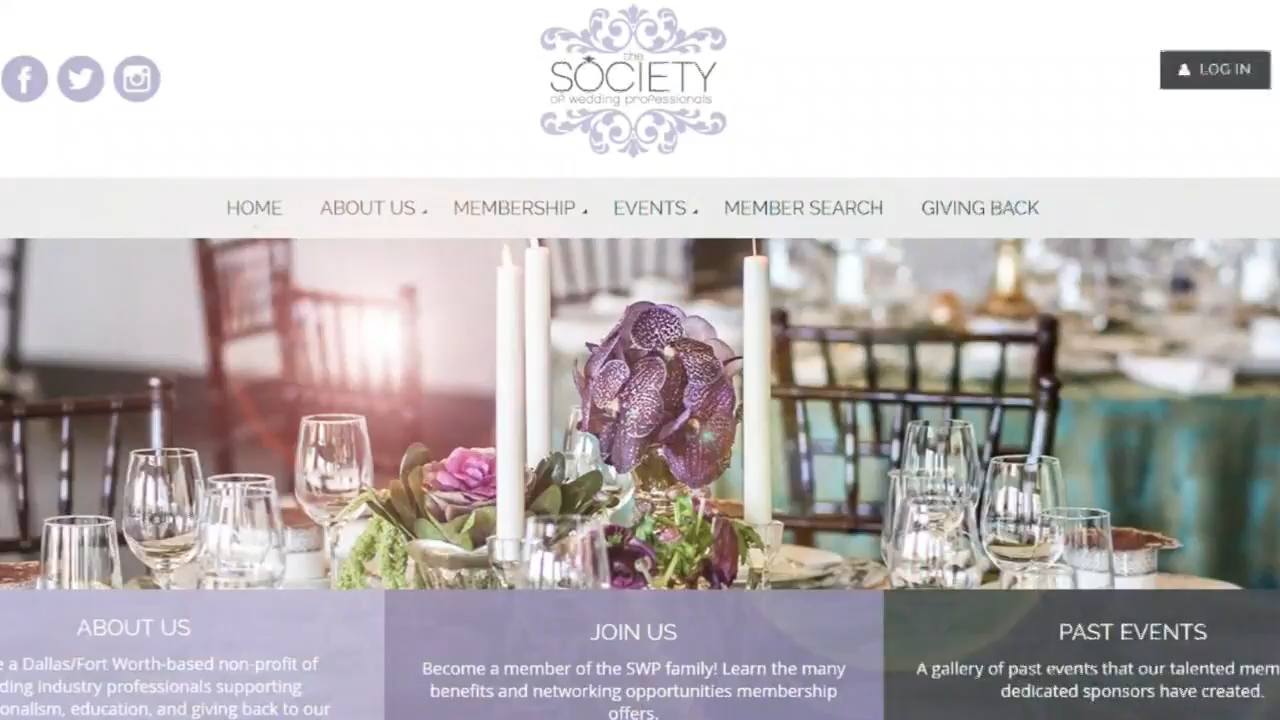 the
SOCIETY
of wedding professionals
LOG IN
HOME ABOUT US MEMBERSHIP EVENTS MEMBER SEARCH GIVING BACK
ABOUT US
e a Dallas/Fort Worth-based non-profit of
ding industry professionals supporting
onalism, education, and giving back to our
JOIN US
Become a member of the SWP family! Learn the many
benefits and networking opportunities membership
offers.
PAST EVENTS
A gallery of past events that our talented mem
dedicated sponsors have created.